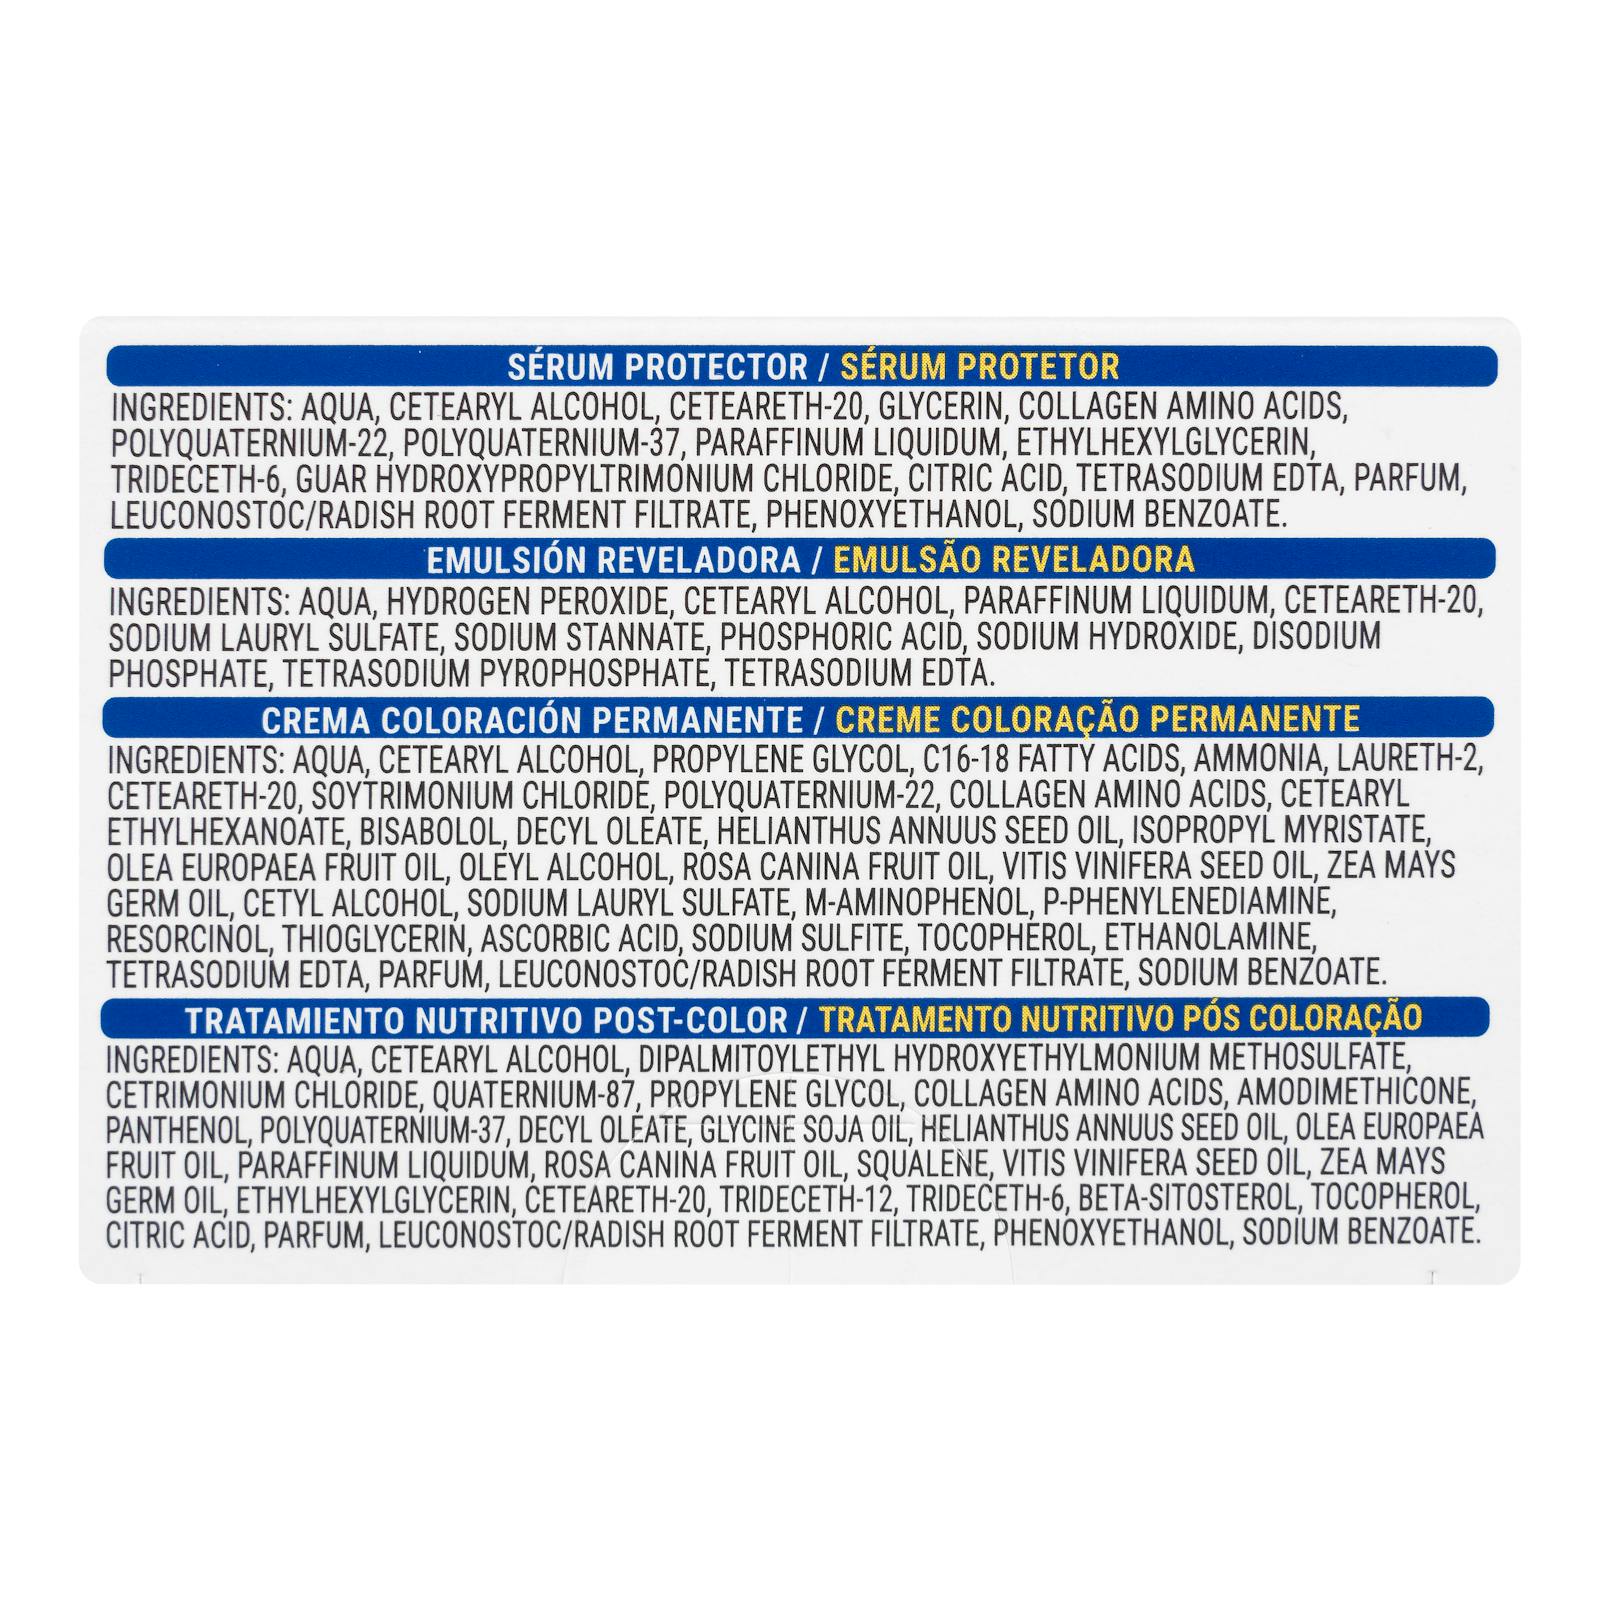 SÉRUM PROTECTOR / SÉRUM PROTETOR
INGREDIENTS: AQUA, CETEARYL ALCOHOL, CETEARETH-20, GLYCERIN, COLLAGEN AMINO ACIDS,
POLYQUATERNIUM-22, POLYQUATERNIUM-37, PARAFFINUM LIQUIDUM, ETHYLHEXYLGLYCERIN,
TRIDECETH-6, GUAR HYDROXYPROPYLTRIMONIUM CHLORIDE, CITRIC ACID, TETRASODIUM EDTA, PARFUM,
LEUCONOSTOC/RADISH ROOT FERMENT FILTRATE, PHENOXYETHANOL, SODIUM BENZOATE.
EMULSIÓN REVELADORA / EMULSÃO REVELADORA
INGREDIENTS: AQUA, HYDROGEN PEROXIDE, CETEARYL ALCOHOL, PARAFFINUM LIQUIDUM, CETEARETH-20,
SODIUM LAURYL SULFATE, SODIUM STANNATE, PHOSPHORIC ACID, SODIUM HYDROXIDE, DISODIUM
PHOSPHATE, TETRASODIUM PYROPHOSPHATE, TETRASODIUM EDTA.
CREMA COLORACIÓN PERMANENTE / CREME COLORAÇÃO PERMANENTE
INGREDIENTS: AQUA, CETEARYL ALCOHOL, PROPYLENE GLYCOL, C16-18 FATTY ACIDS, AMMONIA, LAURETH-2,
CETEARETH-20, SOYTRIMONIUM CHLORIDE, POLYQUATERNIUM-22, COLLAGEN AMINO ACIDS, CETEARYL
ETHYLHEXANOATE, BISABOLOL, DECYL OLEATE, HELIANTHUS ANNUUS SEED OIL, ISOPROPYL MYRISTATE,
OLEA EUROPAEA FRUIT OIL, OLEYL ALCOHOL, ROSA CANINA FRUIT OIL, VITIS VINIFERA SEED OIL, ZEA MAYS
GERM OIL, CETYL ALCOHOL, SODIUM LAURYL SULFATE, M-AMINOPHENOL, P-PHENYLENEDIAMINE,
RESORCINOL, THIOGLYCERIN, ASCORBIC ACID, SODIUM SULFITE, TOCOPHEROL, ETHANOLAMINE,
TETRASODIUM EDTA, PARFUM, LEUCONOSTOC/RADISH ROOT FERMENT FILTRATE, SODIUM BENZOATE.
TRATAMIENTO NUTRITIVO POST-COLOR / TRATAMENTO NUTRITIVO PÓS COLORAÇÃO
INGREDIENTS: AQUA, CETEARYL ALCOHOL, DIPALMITOYLETHYL HYDROXYETHYLMONIUM METHOSULFATE,
CETRIMONIUM CHLORIDE, QUATERNIUM-87, PROPYLENE GLYCOL, COLLAGEN AMINO ACIDS, AMODIMETHICONE,
PANTHENOL, POLYQUATERNIUM-37, DECYL OLEATE, GLYCINE SOJA OIL, HELIANTHUS ANNUUS SEED OIL, OLEA EUROPAEA
FRUIT OIL, PARAFFINUM LIQUIDUM, ROSA CANINA FRUIT OIL, SQUALENE, VITIS VINIFERA SEED OIL, ZEA MAYS
GERM OIL, ETHYLHEXYLGLYCERIN, CETEARETH-20, TRIDECETH-12, TRIDECETH-6, BETA-SITOSTEROL, TOCOPHEROL,
CITRIC ACID, PARFUM, LEUCONOSTOC/RADISH ROOT FERMENT FILTRATE, PHENOXYETHANOL, SODIUM BENZOATE.